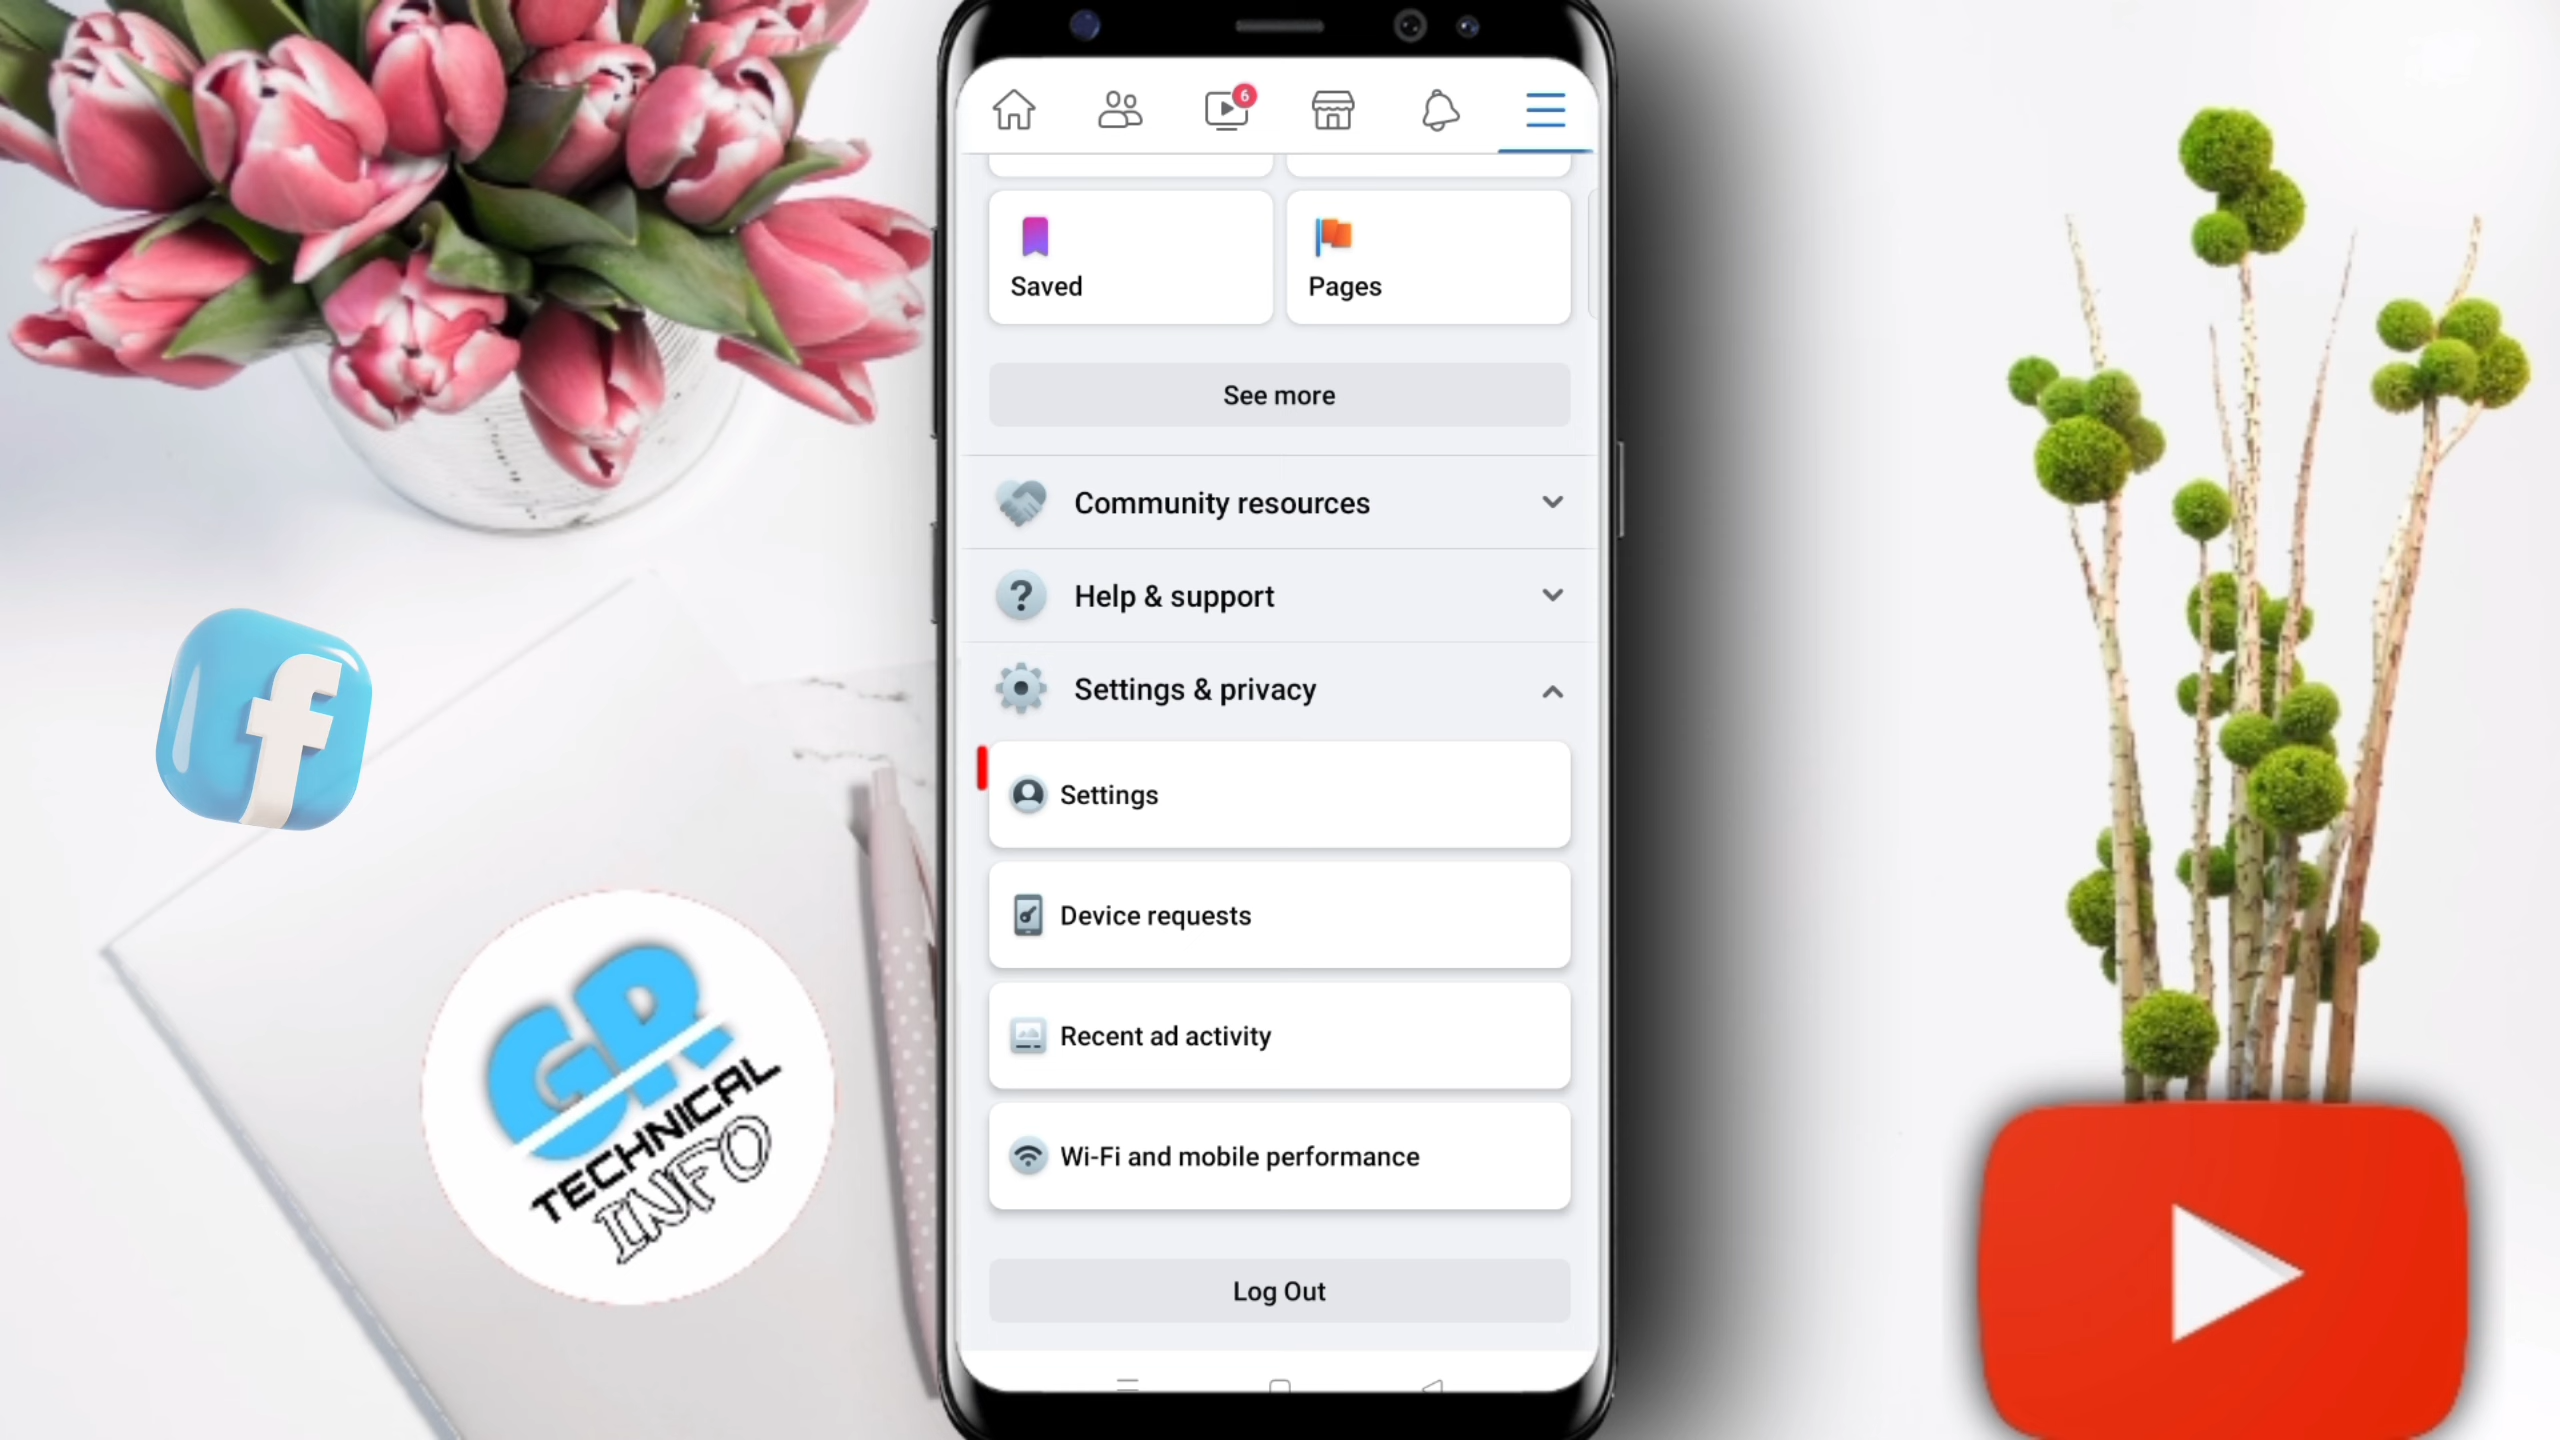 6
Saved
Pages
See more
Community resources
Help & support
Settings & privacy
Settings
Device requests
Recent ad activity
Wi-Fi and mobile performance
Log Out
f
GR
TECHNICAL
INFO